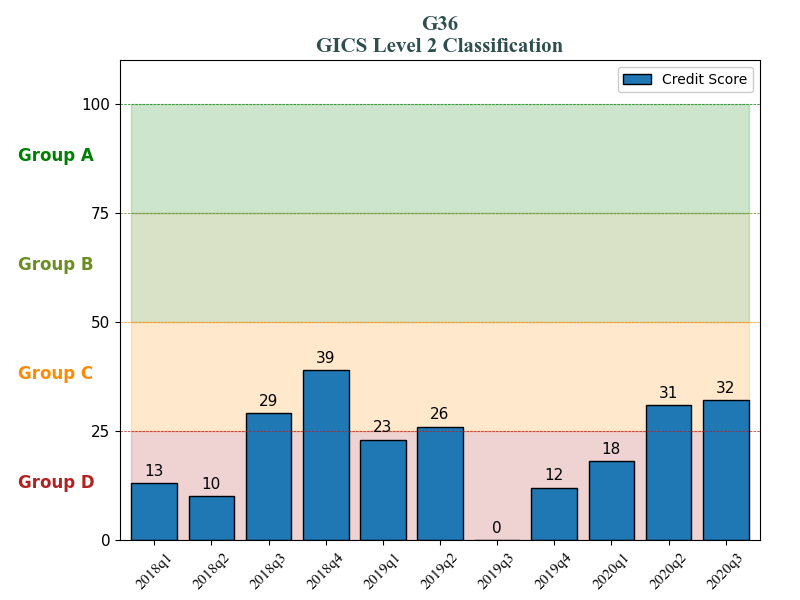 G36
GICS Level 2 Classification
Credit Score
100
Group A
75
Group B
50
Group C
25
Group D
0
13
10
29
39
23
26
0
12
18
31
32
2018q1
2018q2
2018q3
2018q4
2019q1
2019q2
2019q3
2019q4
2020q1
2020q2
2020q3